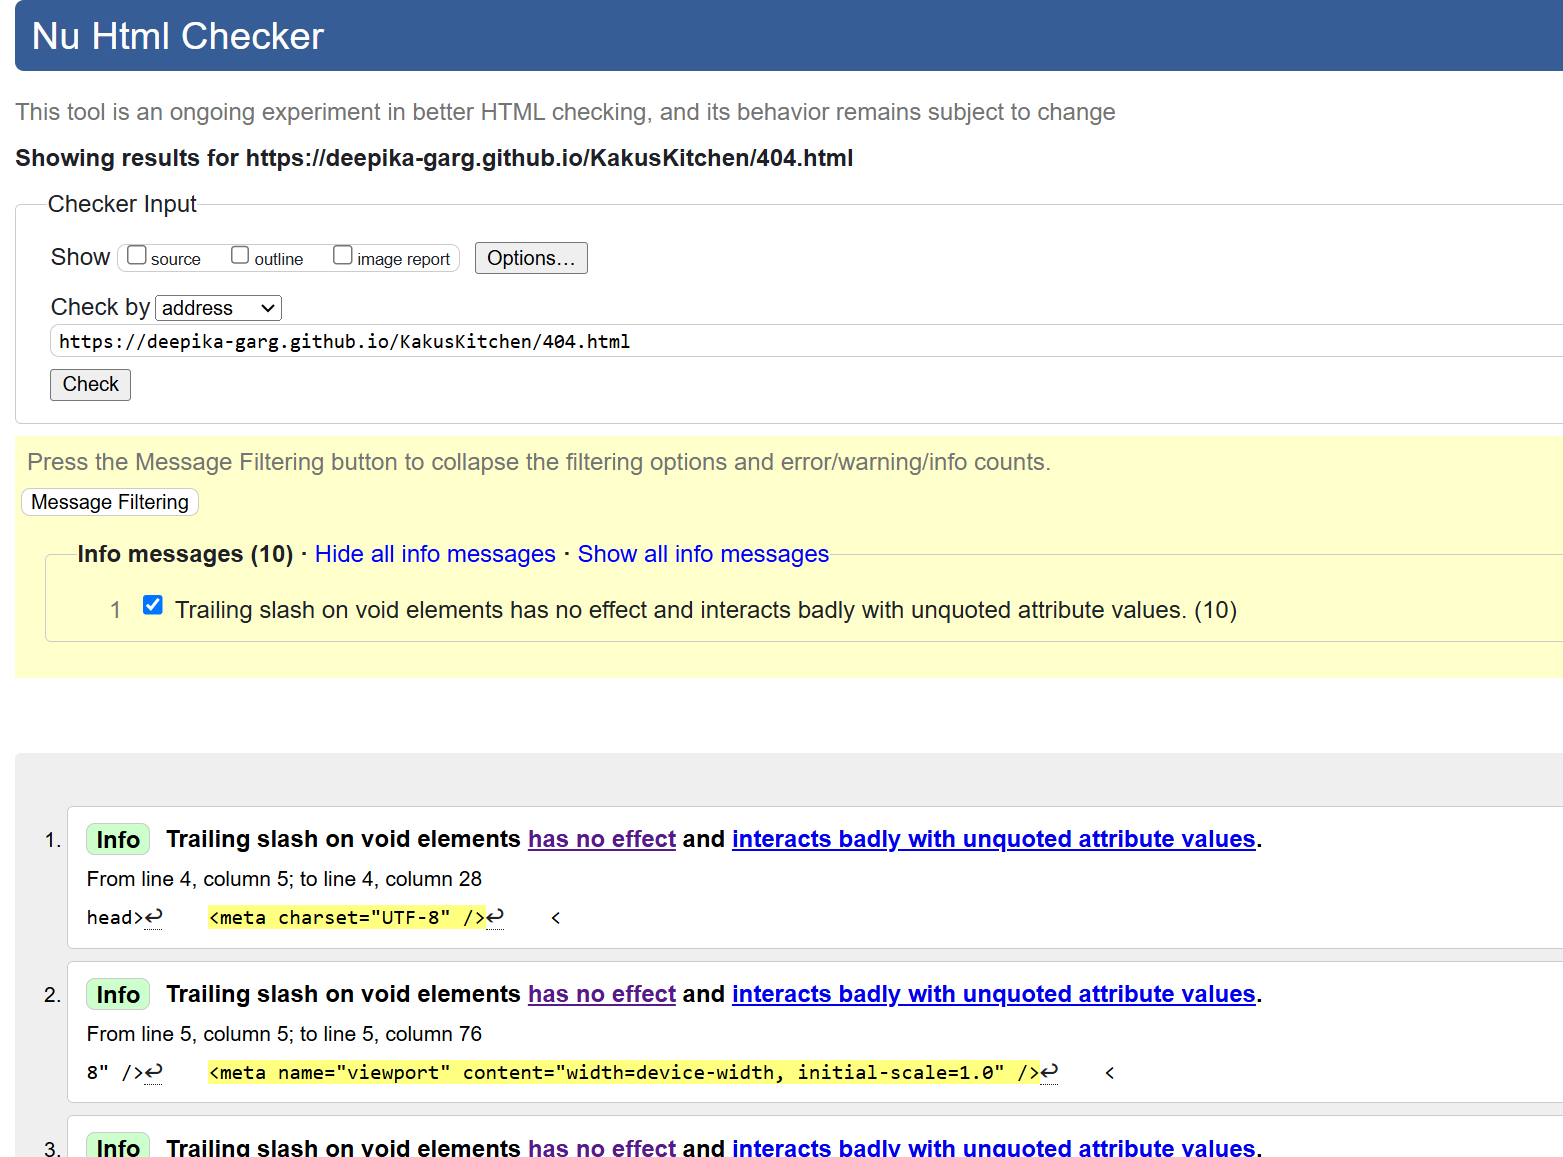 Nu Html Checker
This tool is an ongoing experiment in better HTML checking, and its behavior remains subject to change
Showing results for https://deepika-garg.github.io/KakusKitchen/404.html
Checker Input
Show source outline image report Options...
Check by address
https://deepika-garg.github.io/KakusKitchen/404.html
Check
Press the Message Filtering button to collapse the filtering options and error/warning/info counts.
Message Filtering
Info messages (10) · Hide all info messages · Show all info messages
1 Trailing slash on void elements has no effect and interacts badly with unquoted attribute values. (10)
1. Info Trailing slash on void elements has no effect and interacts badly with unquoted attribute values.
From line 4, column 5; to line 4, column 28
head>↩ <meta charset="UTF-8" />↩ <
2. Info Trailing slash on void elements has no effect and interacts badly with unquoted attribute values.
From line 5, column 5; to line 5, column 76
8" />↩ <meta name="viewport" content="width=device-width, initial-scale=1.0" />↩ <
3. Info Trailing slash on void elements has no effect and interacts badly with unquoted attribute values.